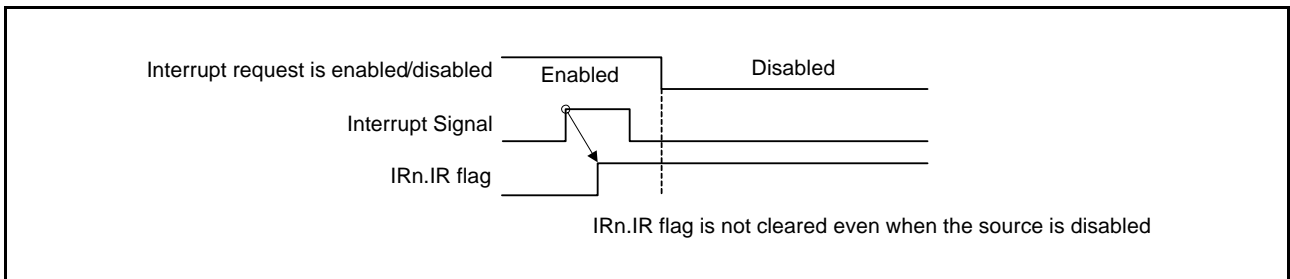 Interrupt request is enabled/disabled
Enabled
Disabled
Interrupt Signal
IRn.IR flag
IRn.IR flag is not cleared even when the source is disabled